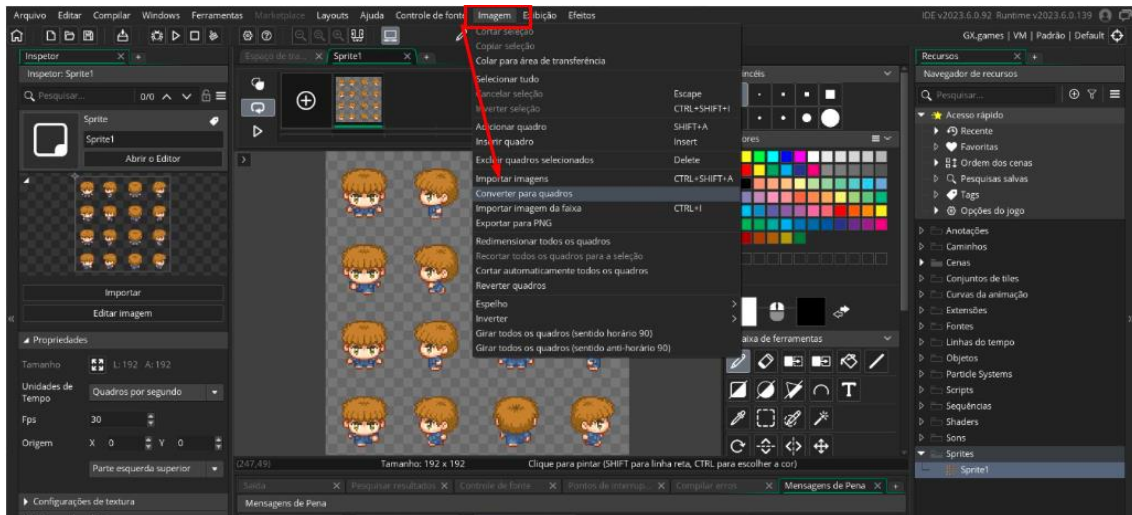 Arquivo Editar Compilar Windows Ferramentas Marketplace Layouts Ajuda Controle de fonte Imagem Exibição Efeitos
IDE v2023.6.0.92 Runtime v2023.6.0.139
GX.games | VM | Padrão | Default
Inspetor
Inspetor: Sprite1
Pesquisar...
0/0
Sprite
Sprite1
Abrir o Editor
Importar
Editar imagem
Propriedades
Tamanho L: 192 A: 192
Unidades de Tempo
Quadros por segundo
Fps 30
Origem X 0 Y 0
Parte esquerda superior
Configurações de textura
Espaço de tra...
Sprite1
Cortar seleção
Copiar seleção
Colar para área de transferência
Selecionar tudo
Cancelar seleção Escape
Inverter seleção CTRL+SHIFT+I
Adicionar quadro SHIFT+A
Inserir quadro Insert
Excluir quadros selecionados Delete
Importar imagens CTRL+SHIFT+A
Converter para quadros
Importar imagem da faixa CTRL+I
Exportar para PNG
Redimensionar todos os quadros
Recortar todos os quadros para a seleção
Cortar automaticamente todos os quadros
Reverter quadros
Espelho
Inverter
Girar todos os quadros (sentido horário 90)
Girar todos os quadros (sentido anti-horário 90)
incéis
ores
aixa de ferramentas
T
(247,49)
Tamanho: 192 x 192
Clique para pintar (SHIFT para linha reta, CTRL para escolher a cor)
Saída
Pesquisar resultados
Controle de fonte
Pontos de interrup...
Compilar erros
Mensagens de Pena
Mensagens de Pena
Recursos
Navegador de recursos
Pesquisar...
Acesso rápido
Recente
Favoritas
Ordem dos cenas
Pesquisas salvas
Tags
Opções do jogo
Anotações
Caminhos
Cenas
Conjuntos de tiles
Curvas da animação
Extensões
Fontes
Linhas do tempo
Objetos
Particle Systems
Scripts
Sequências
Shaders
Sons
Sprites
Sprite1